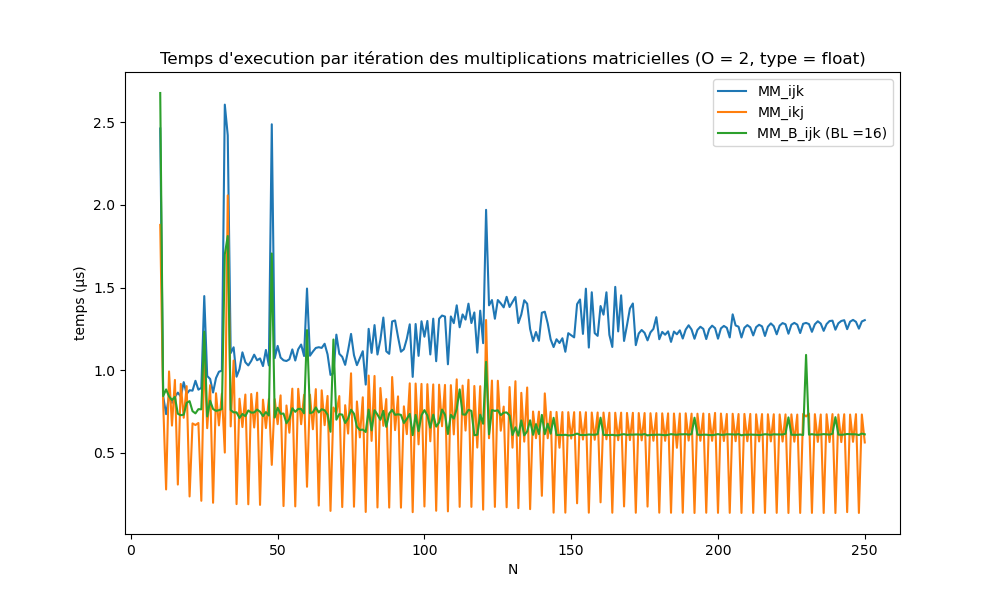 Temps d'execution par itération des multiplications matricielles (O = 2, type = float)
MM_ijk
MM_ikj
MM_B_ijk (BL =16)
temps (μs)
2.5
2.0
1.5
1.0
0.5
0
50
100
150
200
250
N